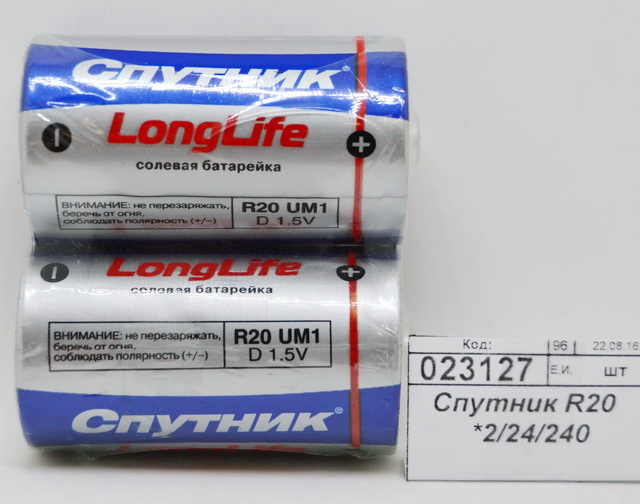 Спутник®
LongLife
солевая батарейка
ВНИМАНИЕ: не перезаряжать,
беречь от огня,
соблюдать полярность (+/−)
R20 UM1
D 1.5V
LongLife
солевая батарейка
ВНИМАНИЕ: не перезаряжать,
беречь от огня,
соблюдать полярность (+/−)
R20 UM1
D 1.5V
Спутник®
Код: 96 22.08.16
023127 Е.И. шт
Спутник R20
*2/24/240